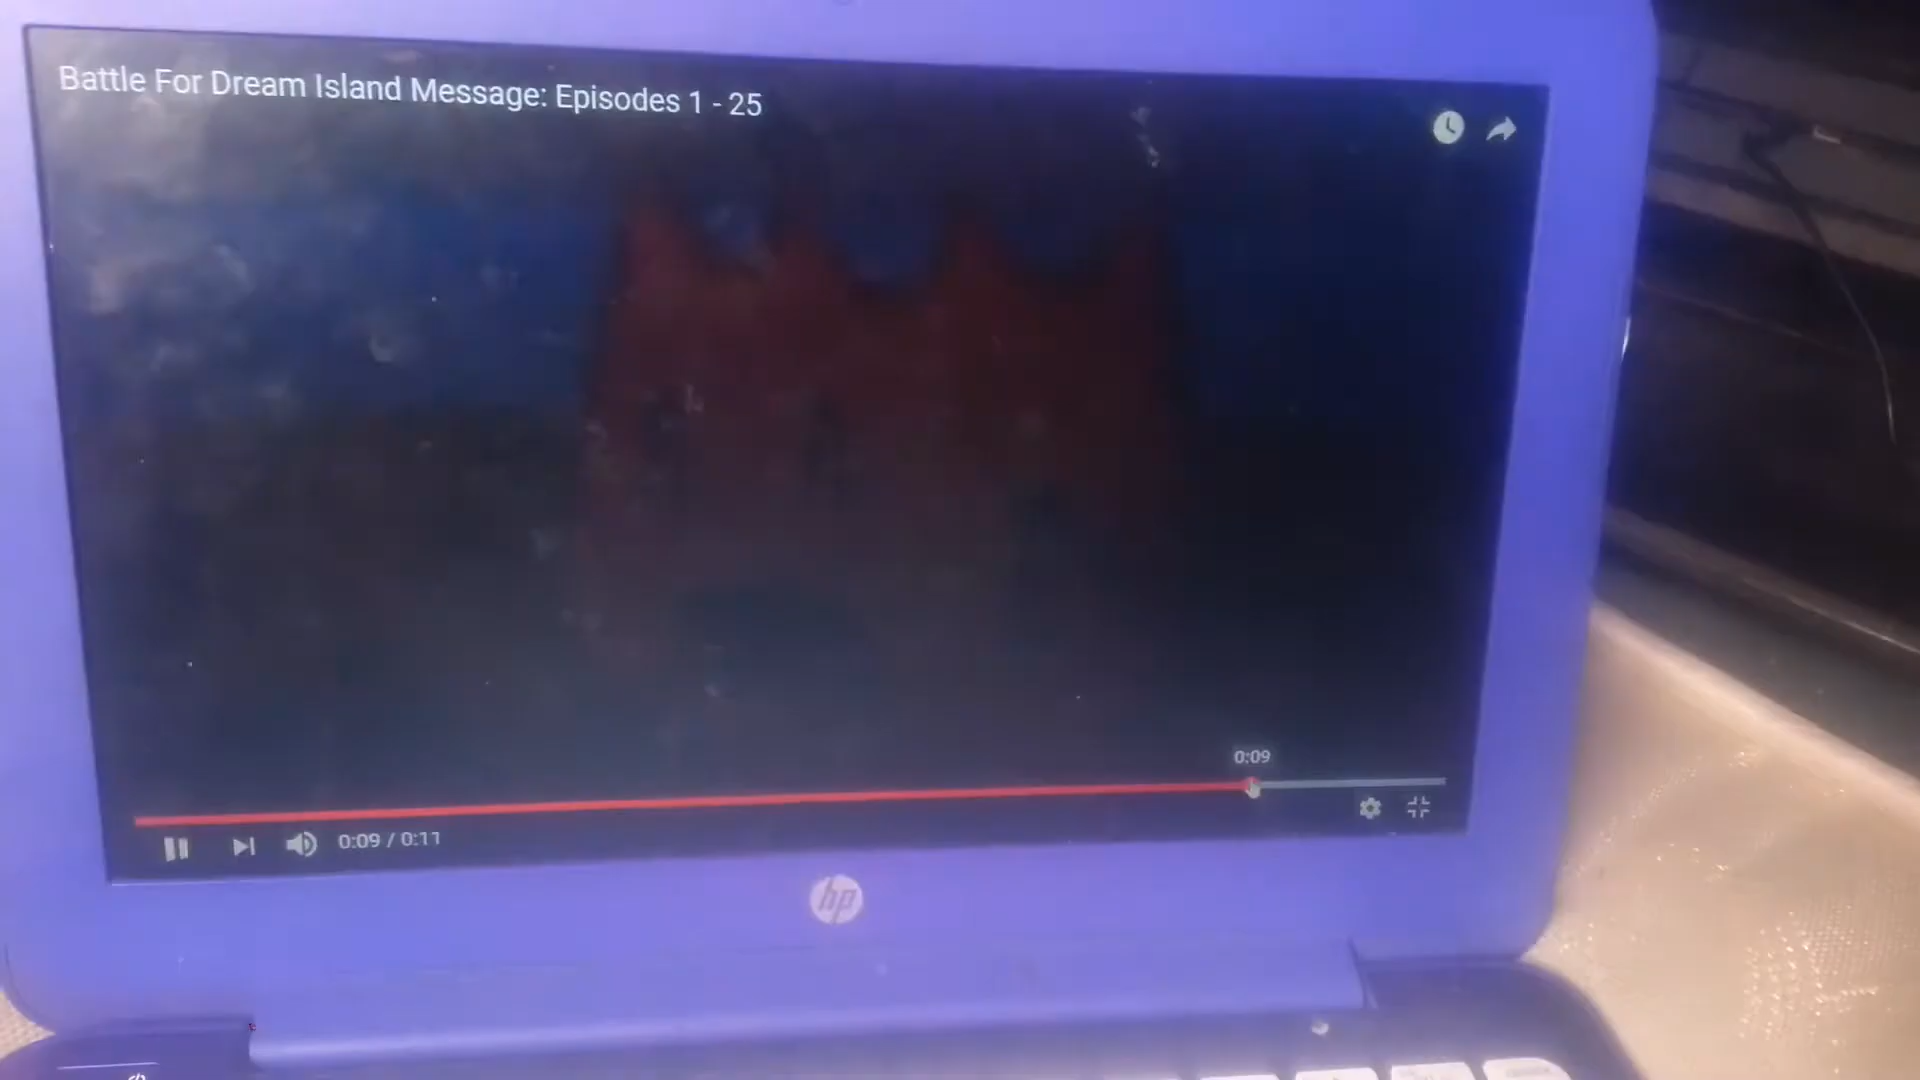 Battle For Dream Island Message: Episodes 1 - 25
0:09
0:09 / 0:11
hp